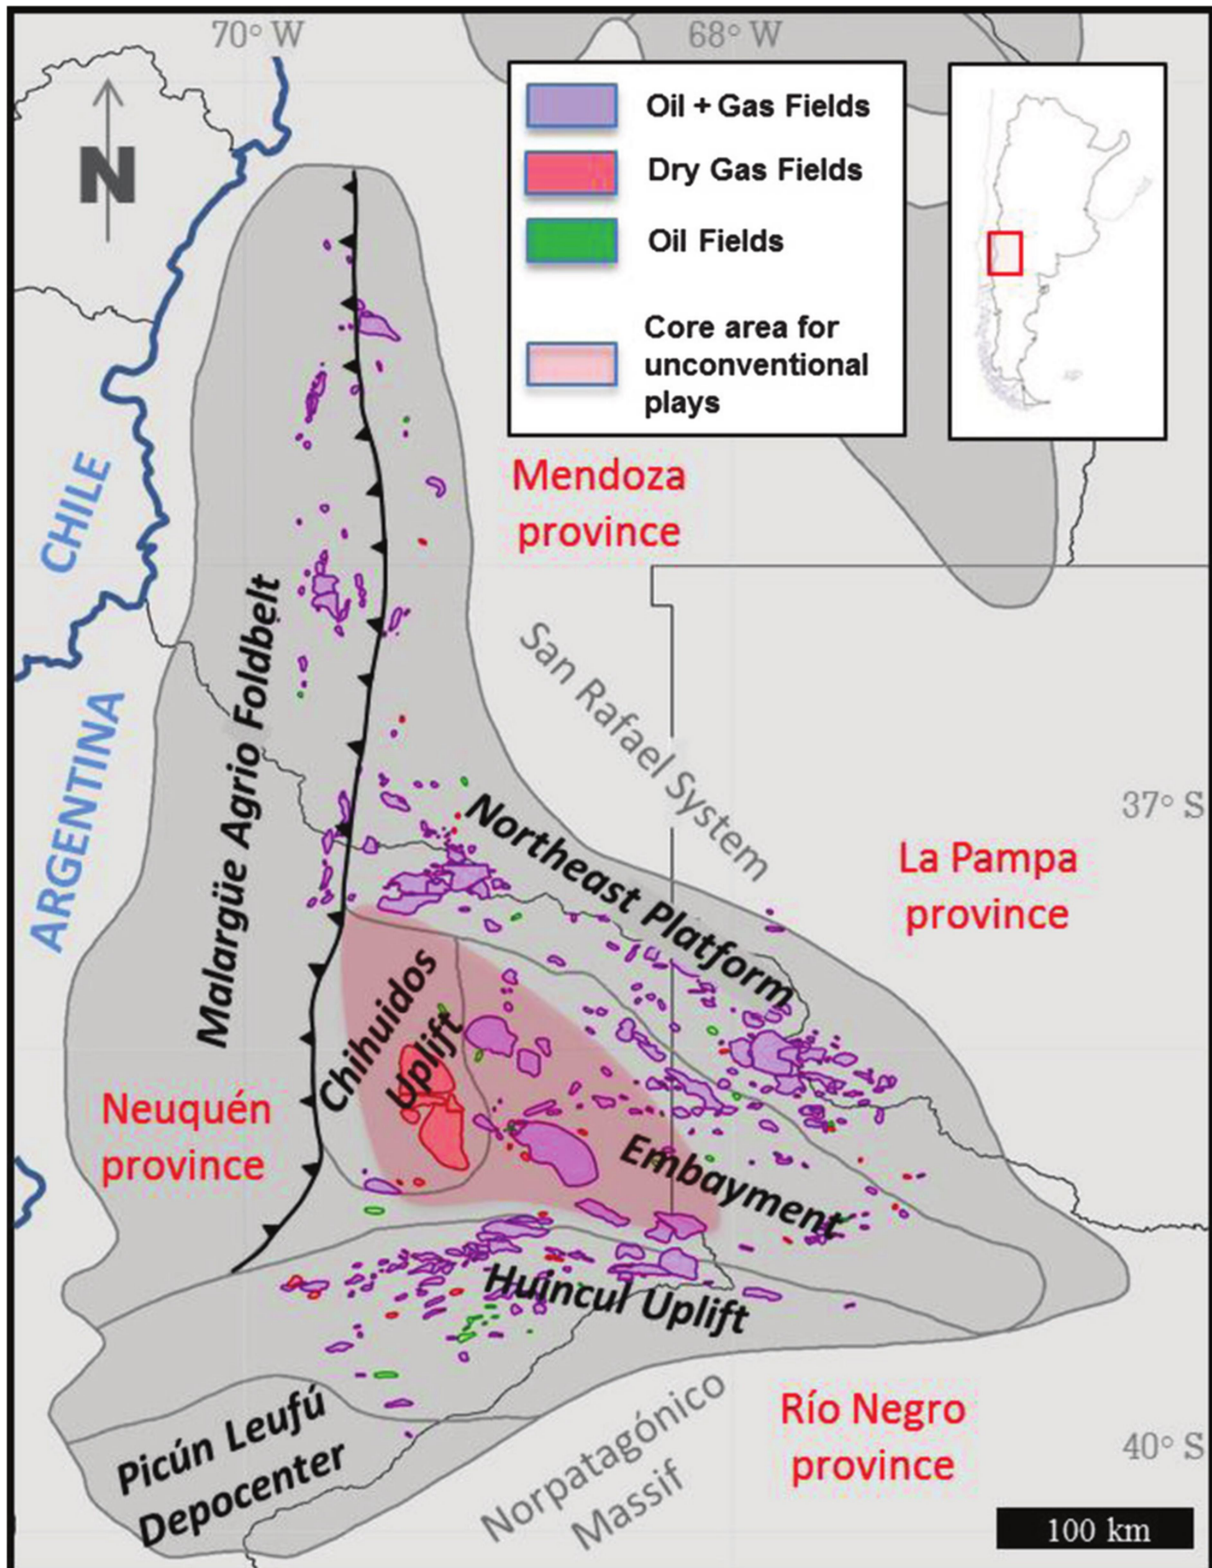 70° W
68° W
N
Oil + Gas Fields
Dry Gas Fields
Oil Fields
Core area for
unconventional
plays
CHILE
ARGENTINA
Mendoza
province
San Rafael System
Malargüe Agrio Foldbelt
37° S
La Pampa
province
Northeast Platform
Chihuidos
Uplift
Neuquén
province
Embayment
Huincul Uplift
Picún Leufú
Depocenter
Norpatagónico
Massif
Río Negro
province
40° S
100 km